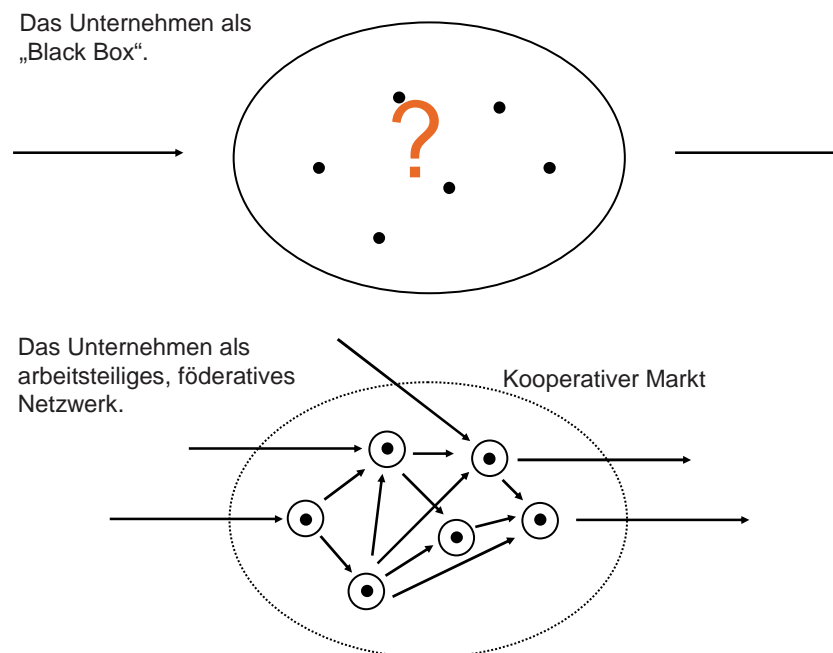 Das Unternehmen als
„Black Box“.
?
Das Unternehmen als
arbeitsteiliges, föderatives
Netzwerk.
Kooperativer Markt